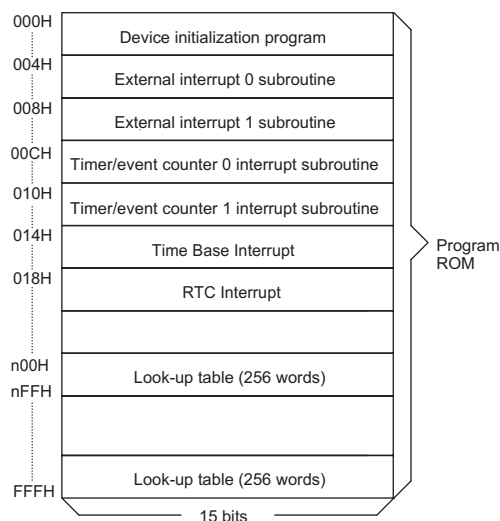 000H
Device initialization program
004H
External interrupt 0 subroutine
008H
External interrupt 1 subroutine
00CH
Timer/event counter 0 interrupt subroutine
010H
Timer/event counter 1 interrupt subroutine
014H
Time Base Interrupt
018H
RTC Interrupt
Program
ROM
n00H
Look-up table (256 words)
nFFH
Look-up table (256 words)
FFFH
15 bits